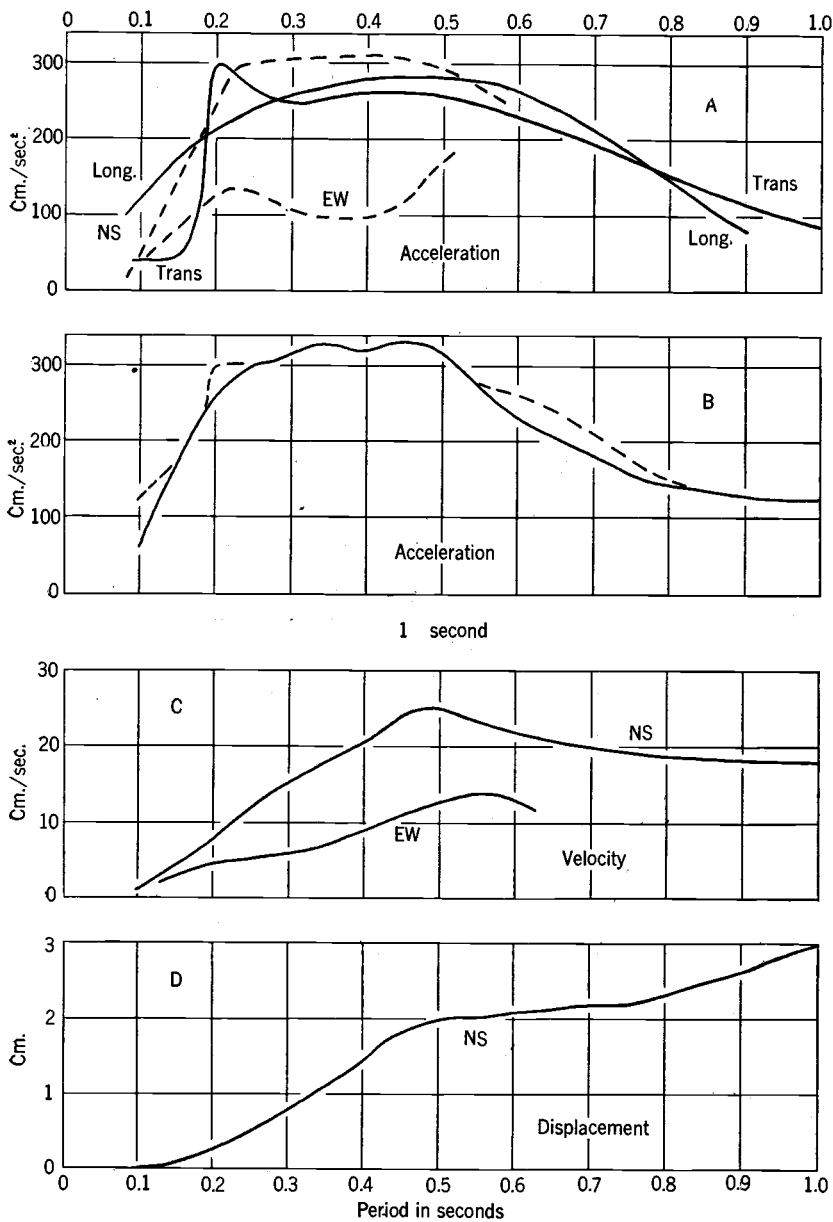 0 0.1 0.2 0.3 0.4 0.5 0.6 0.7 0.8 0.9 1.0
300
200
100
0
Cm./sec.²
A
Long.
NS
Trans
EW
Acceleration
Trans
Long.
300
200
100
0
Cm./sec.²
B
Acceleration
1 second
30
20
10
0
Cm./sec.
C
NS
EW
Velocity
3
2
1
0
Cm.
D
NS
Displacement
0 0.1 0.2 0.3 0.4 0.5 0.6 0.7 0.8 0.9 1.0
Period in seconds